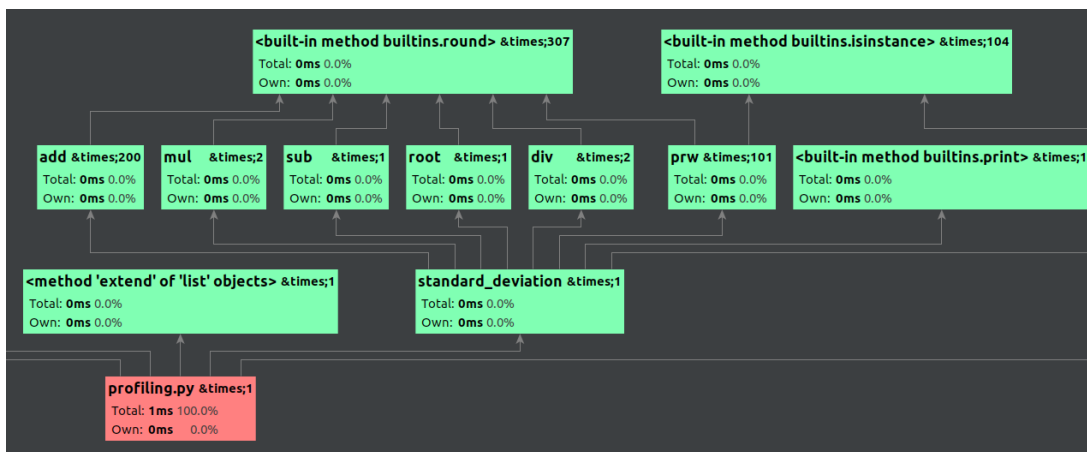 <built-in method builtins.round> &times;307
Total: 0ms 0.0%
Own: 0ms 0.0%
<built-in method builtins.isinstance> &times;104
Total: 0ms 0.0%
Own: 0ms 0.0%
add &times;200
Total: 0ms 0.0%
Own: 0ms 0.0%
mul &times;2
Total: 0ms 0.0%
Own: 0ms 0.0%
sub &times;1
Total: 0ms 0.0%
Own: 0ms 0.0%
root &times;1
Total: 0ms 0.0%
Own: 0ms 0.0%
div &times;2
Total: 0ms 0.0%
Own: 0ms 0.0%
prw &times;101
Total: 0ms 0.0%
Own: 0ms 0.0%
<built-in method builtins.print> &times;1
Total: 0ms 0.0%
Own: 0ms 0.0%
<method 'extend' of 'list' objects> &times;1
Total: 0ms 0.0%
Own: 0ms 0.0%
standard_deviation &times;1
Total: 0ms 0.0%
Own: 0ms 0.0%
profiling.py &times;1
Total: 1ms 100.0%
Own: 0ms 0.0%